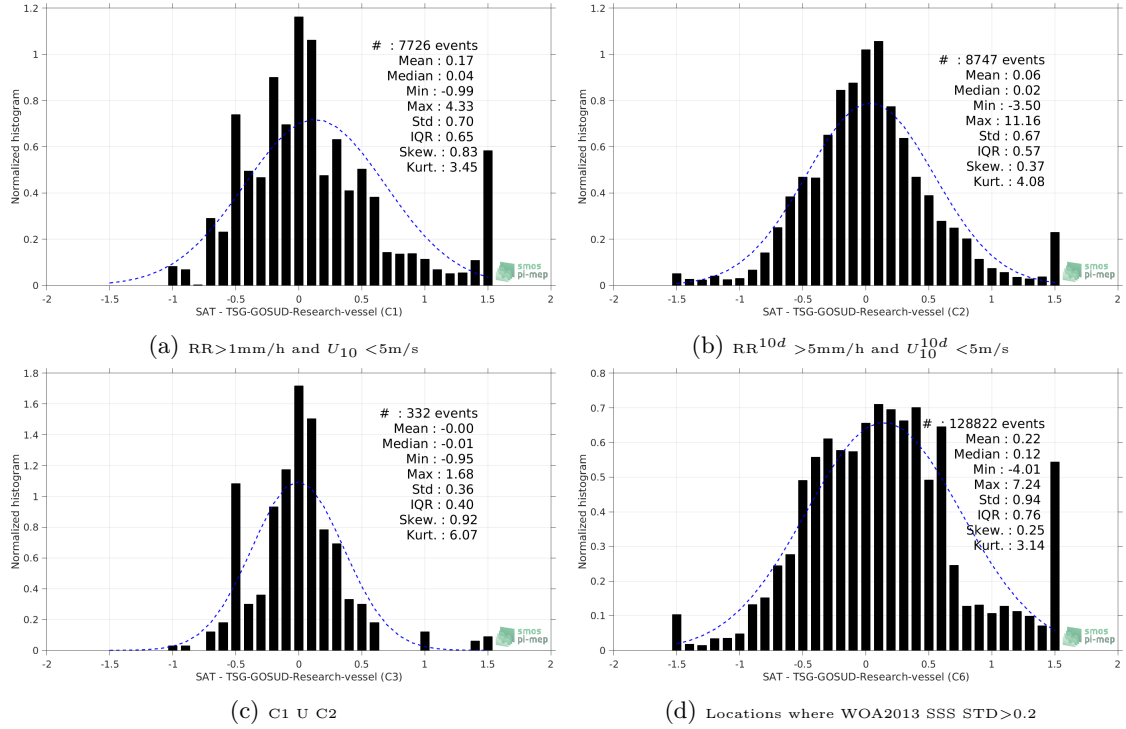 1.2
1
0.8
0.6
0.4
0.2
0
-2
-1.5
-1
-0.5
0
0.5
1
1.5
2
Normalized histogram
SAT - TSG-GOSUD-Research-vessel (C1)
# : 7726 events
Mean : 0.17
Median : 0.04
Min : -0.99
Max : 4.33
Std : 0.70
IQR : 0.65
Skew. : 0.83
Kurt. : 3.45
smos
pi-mep
(a) RR>1mm/h and U10 <5m/s
1.2
1
0.8
0.6
0.4
0.2
0
-2
-1.5
-1
-0.5
0
0.5
1
1.5
2
Normalized histogram
SAT - TSG-GOSUD-Research-vessel (C2)
# : 8747 events
Mean : 0.06
Median : 0.02
Min : -3.50
Max : 11.16
Std : 0.67
IQR : 0.57
Skew. : 0.37
Kurt. : 4.08
smos
pi-mep
(b) RR10d >5mm/h and U10d10 <5m/s
1.8
1.6
1.4
1.2
1
0.8
0.6
0.4
0.2
0
-2
-1.5
-1
-0.5
0
0.5
1
1.5
2
Normalized histogram
SAT - TSG-GOSUD-Research-vessel (C3)
# : 332 events
Mean : -0.00
Median : -0.01
Min : -0.95
Max : 1.68
Std : 0.36
IQR : 0.40
Skew. : 0.92
Kurt. : 6.07
smos
pi-mep
(c) C1 U C2
0.8
0.7
0.6
0.5
0.4
0.3
0.2
0.1
0
-2
-1.5
-1
-0.5
0
0.5
1
1.5
2
Normalized histogram
SAT - TSG-GOSUD-Research-vessel (C6)
# : 128822 events
Mean : 0.22
Median : 0.12
Min : -4.01
Max : 7.24
Std : 0.94
IQR : 0.76
Skew. : 0.25
Kurt. : 3.14
smos
pi-mep
(d) Locations where WOA2013 SSS STD>0.2